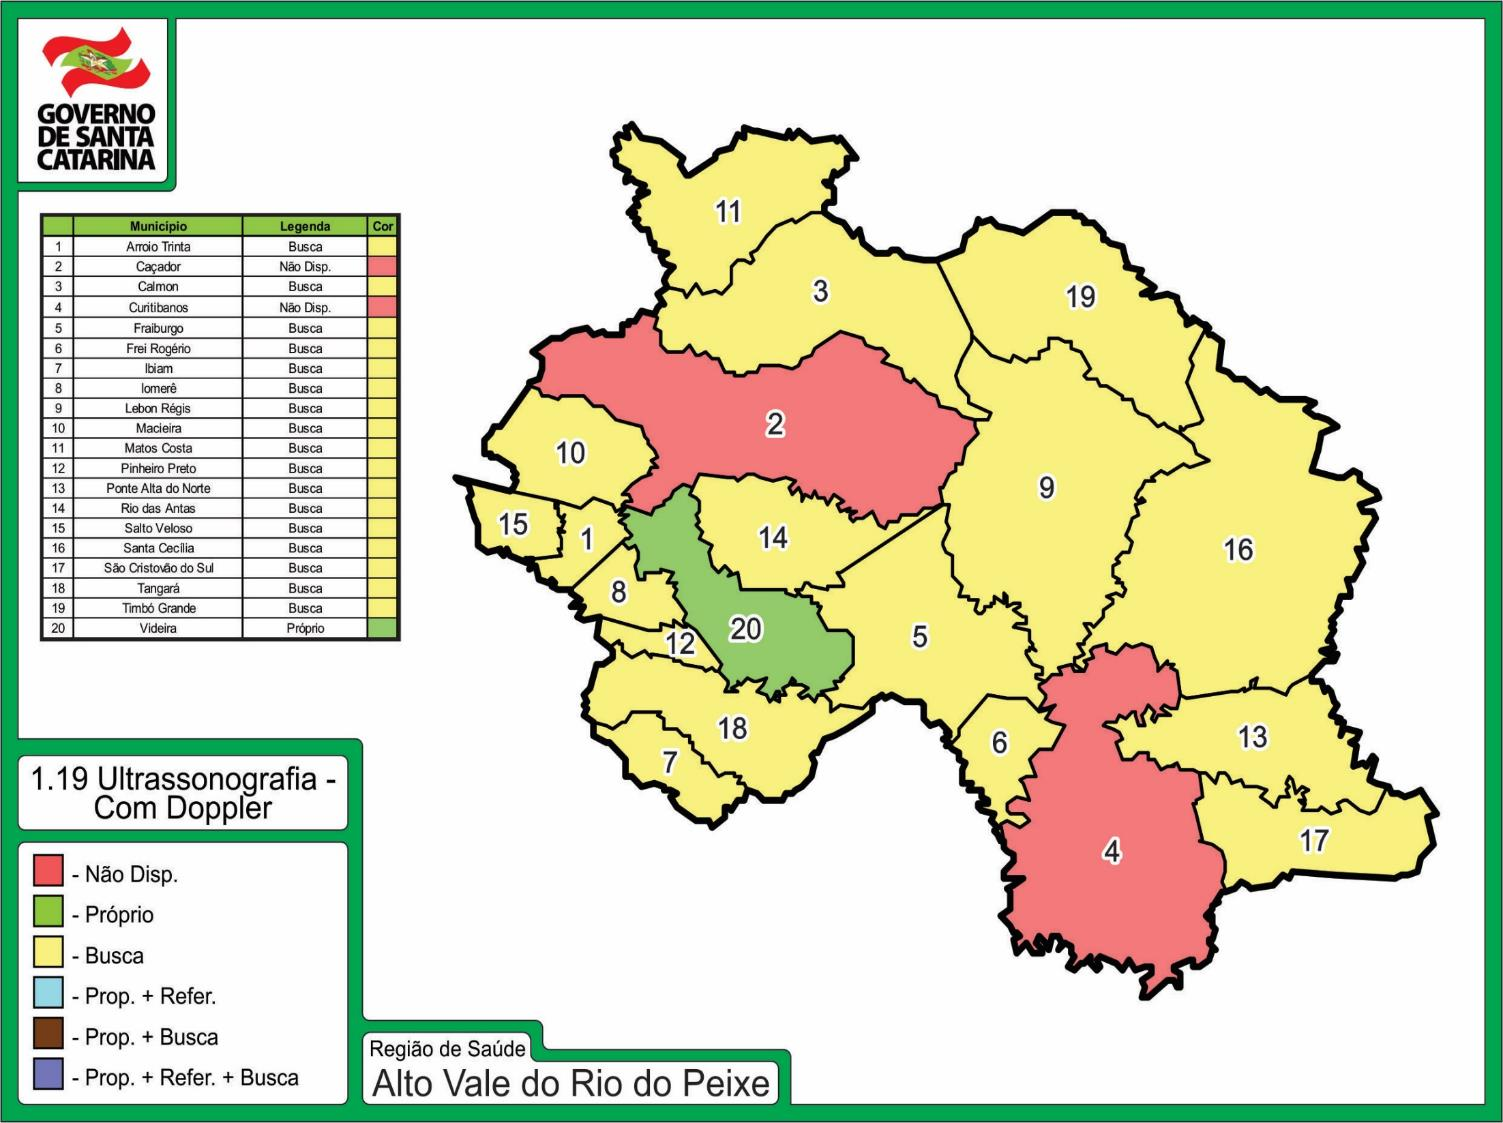 GOVERNO
DE SANTA
CATARINA
Município Legenda Cor
1 Arroio Trinta Busca
2 Caçador Não Disp.
3 Calmon Busca
4 Curitibanos Não Disp.
5 Fraiburgo Busca
6 Frei Rogério Busca
7 Ibiam Busca
8 Iomerê Busca
9 Lebon Régis Busca
10 Macieira Busca
11 Matos Costa Busca
12 Pinheiro Preto Busca
13 Ponte Alta do Norte Busca
14 Rio das Antas Busca
15 Salto Veloso Busca
16 Santa Cecília Busca
17 São Cristovão do Sul Busca
18 Tangará Busca
19 Timbó Grande Busca
20 Videira Próprio
11
3
19
2
10
9
15
1
14
16
8
20
12
5
18
6
13
7
4
17
1.19 Ultrassonografia -
Com Doppler
- Não Disp.
- Próprio
- Busca
- Prop. + Refer.
- Prop. + Busca
- Prop. + Refer. + Busca
Região de Saúde
Alto Vale do Rio do Peixe